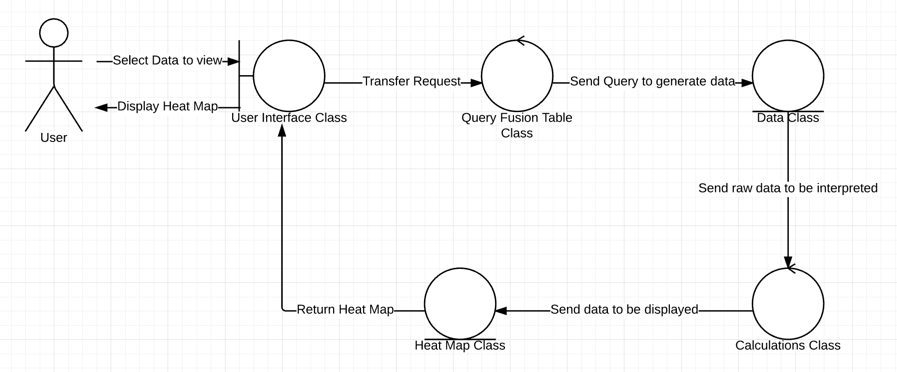 Select Data to view
Display Heat Map
User
User Interface Class
Transfer Request
Query Fusion Table
Class
Send Query to generate data
Data Class
Send raw data to be interpreted
Return Heat Map
Heat Map Class
Send data to be displayed
Calculations Class